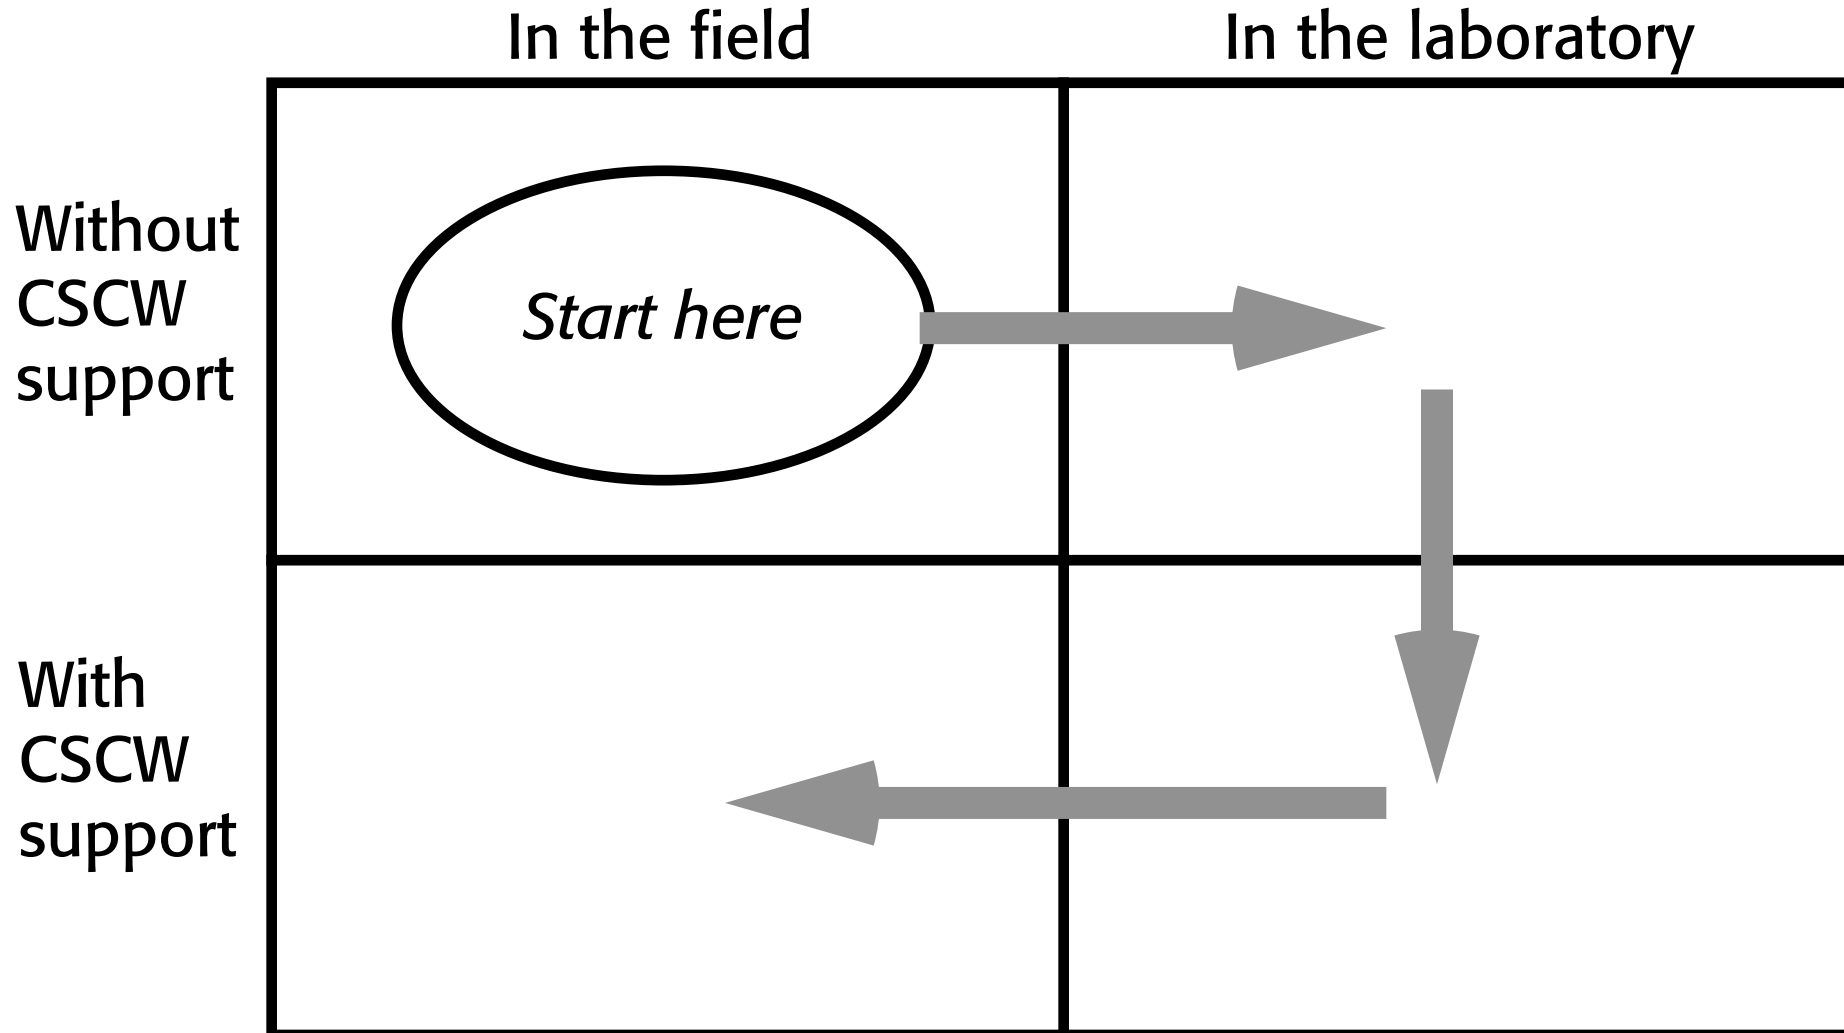 In the field
In the laboratory
Without
CSCW
support
Start here
With
CSCW
support